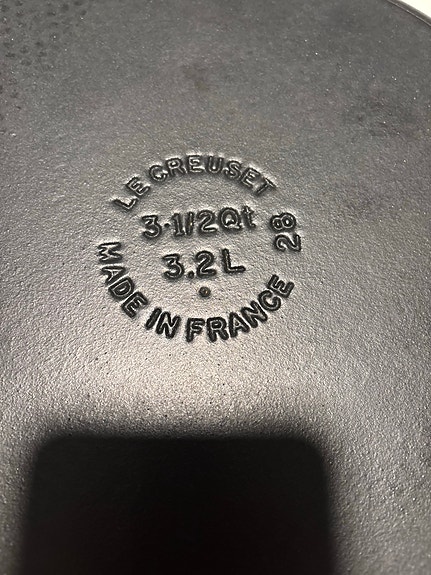 LE CREUSET
3·1/2Qt
3.2L
28
MADE IN FRANCE